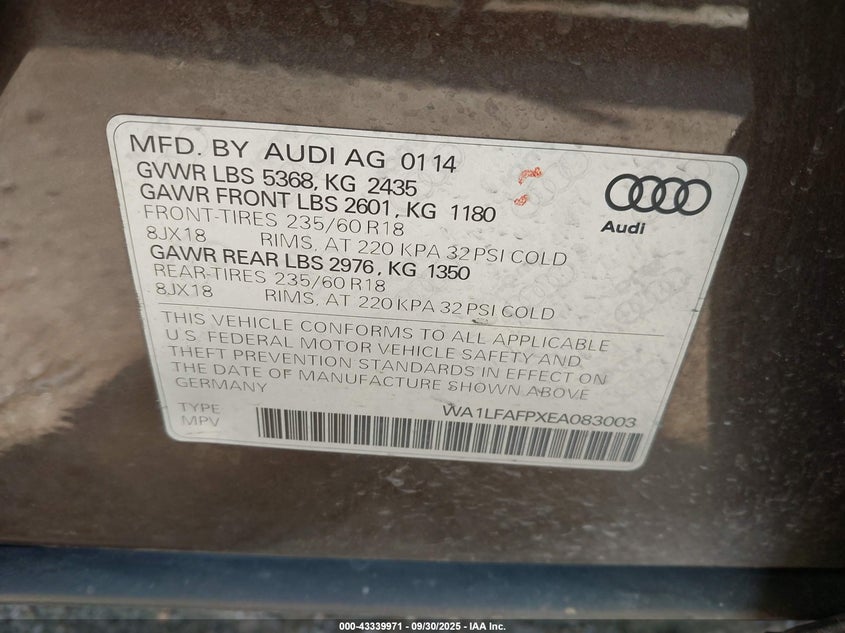 MFD. BY AUDI AG 01 14
GVWR LBS 5368, KG 2435
GAWR FRONT LBS 2601, KG 1180
FRONT-TIRES 235/60 R18
8JX18 RIMS, AT 220 KPA 32 PSI COLD
GAWR REAR LBS 2976, KG 1350
REAR-TIRES 235/60 R18
8JX18 RIMS, AT 220 KPA 32 PSI COLD
Audi
THIS VEHICLE CONFORMS TO ALL APPLICABLE
U.S. FEDERAL MOTOR VEHICLE SAFETY AND
THEFT PREVENTION STANDARDS IN EFFECT ON
THE DATE OF MANUFACTURE SHOWN ABOVE
GERMANY
TYPE WA1LFAFPXEA083003
MPV
000-43339971 - 09/30/2025 - IAA Inc.